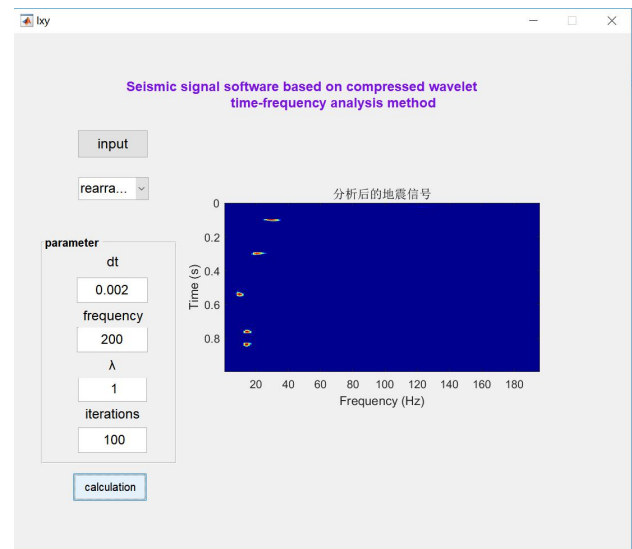 lxy
Seismic signal software based on compressed wavelet
time-frequency analysis method
input
rearra...
parameter
dt
0.002
frequency
200
λ
1
iterations
100
calculation
分析后的地震信号
0
0.2
0.4
0.6
0.8
Time (s)
20 40 60 80 100 120 140 160 180
Frequency (Hz)